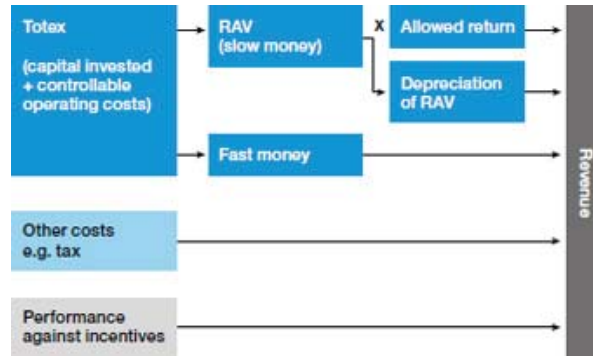 Totex
(capital invested
+ controllable
operating costs)
RAV
(slow money)
X
Allowed return
Depreciation
of RAV
Fast money
Revenue
Other costs
e.g. tax
Performance
against incentives